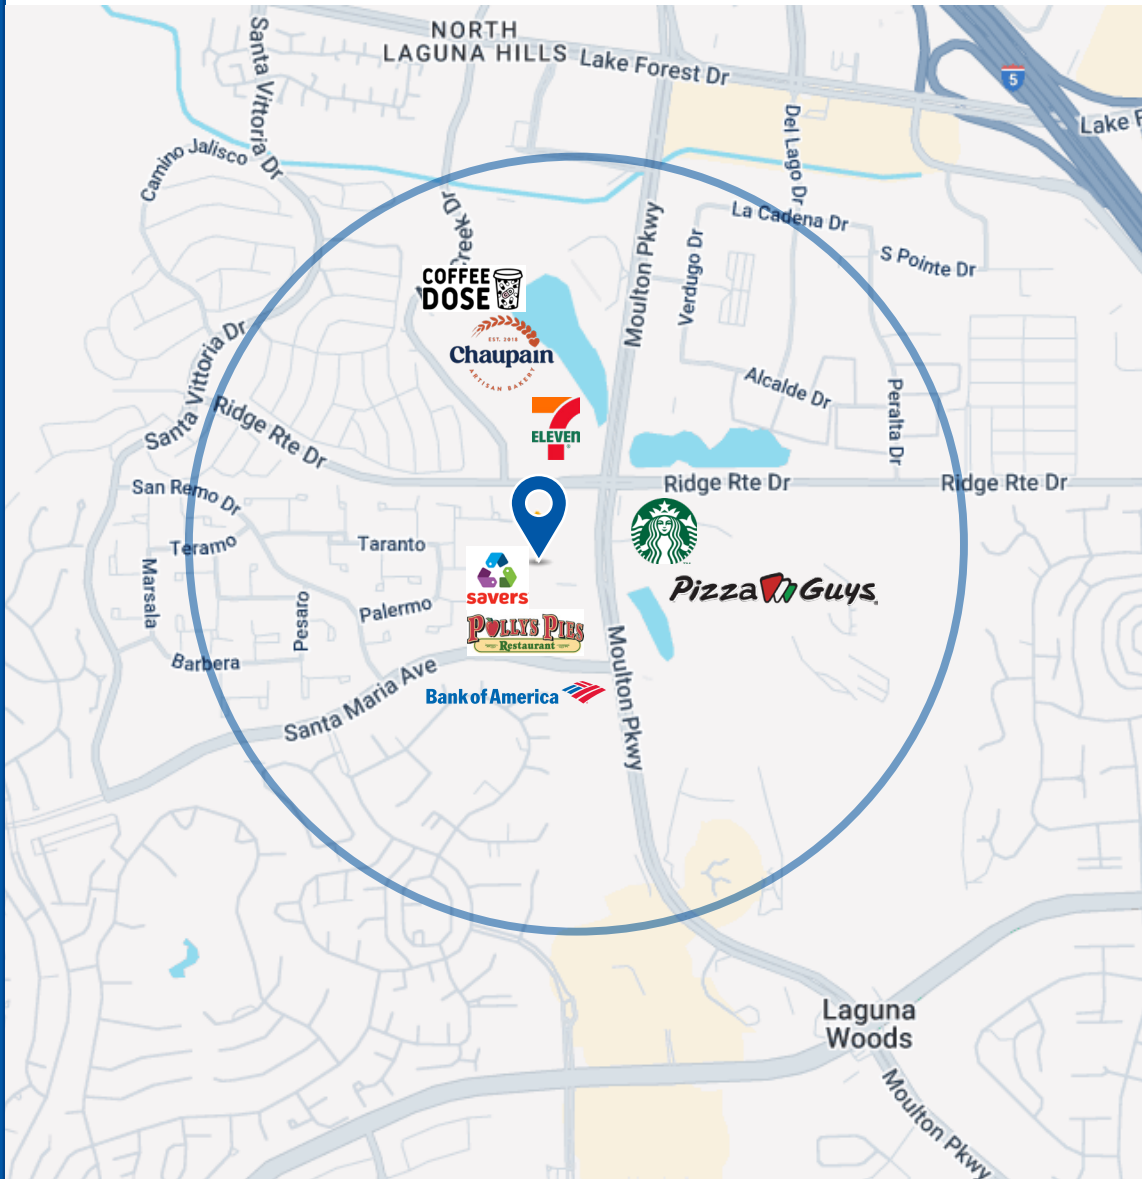 NORTH
LAGUNA HILLS
Lake Forest Dr
Santa Vittoria Dr
5
Lake F
Camino Jalisco
Del Lago Dr
Creek Dr
La Cadena Dr
S Pointe Dr
Moulton Pkwy
Verdugo Dr
COFFEE
DOSE
EST. 2018
Chaupain
ARTISAN BAKERY
Santa Vittoria Dr
Alcalde Dr
Peralta Dr
Ridge Rte Dr
7
ELEVEN
Ridge Rte Dr
Ridge Rte Dr
San Remo Dr
Teramo
Taranto
Marsala
savers
Pizza Guys
Palermo
Pesaro
POLLY'S PIES
Restaurant
Barbera
Santa Maria Ave
Bank of America
Moulton Pkwy
Laguna
Woods
Moulton Pkwy